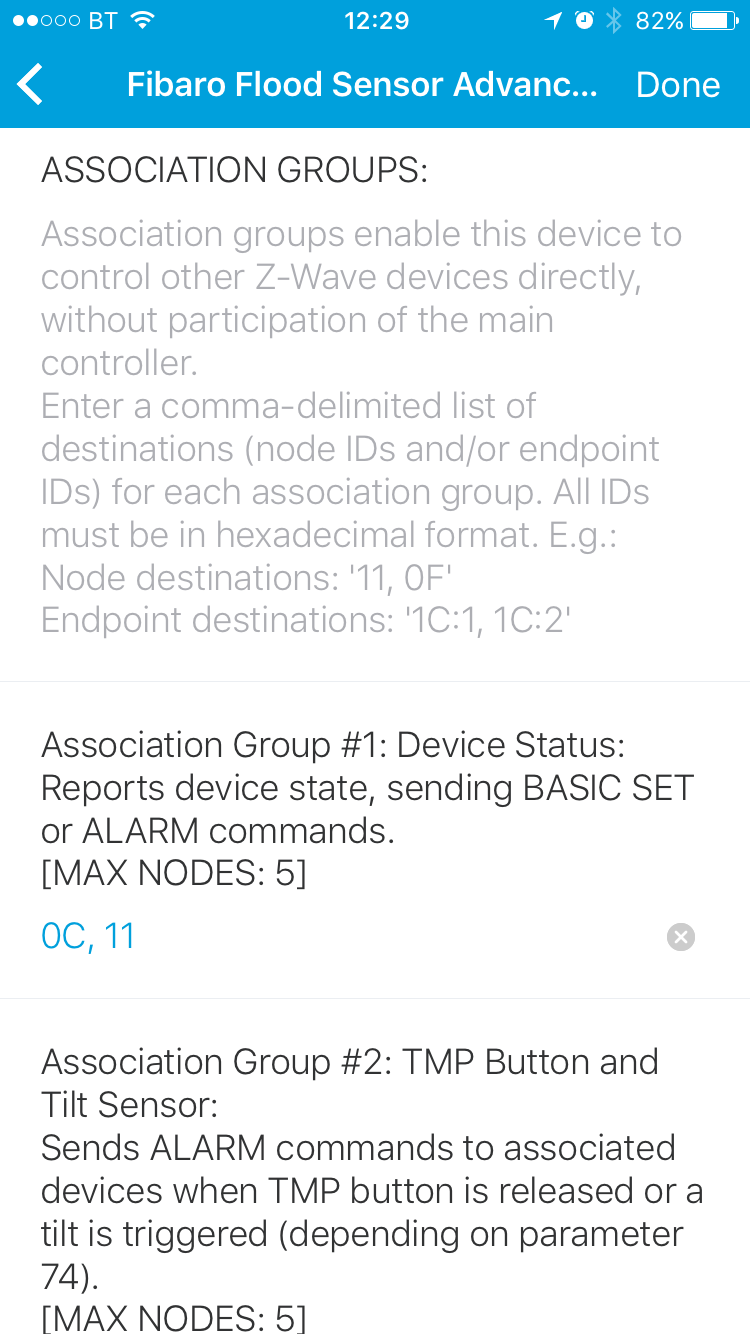 BT 12:29 82%
Fibaro Flood Sensor Advanc... Done
ASSOCIATION GROUPS:
Association groups enable this device to
control other Z-Wave devices directly,
without participation of the main
controller.
Enter a comma-delimited list of
destinations (node IDs and/or endpoint
IDs) for each association group. All IDs
must be in hexadecimal format. E.g.:
Node destinations: '11, 0F'
Endpoint destinations: '1C:1, 1C:2'
Association Group #1: Device Status:
Reports device state, sending BASIC SET
or ALARM commands.
[MAX NODES: 5]
0C, 11
Association Group #2: TMP Button and
Tilt Sensor:
Sends ALARM commands to associated
devices when TMP button is released or a
tilt is triggered (depending on parameter
74).
[MAX NODES: 5]